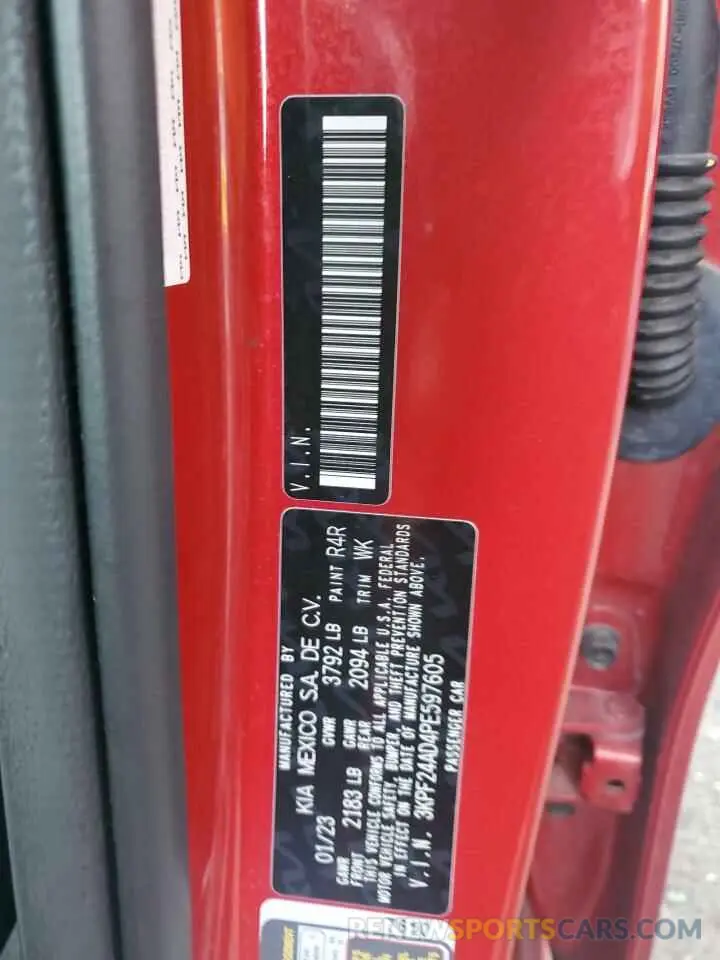 V.I.N.
MANUFACTURED BY
KIA MEXICO S.A. DE C.V.
01/23 GVWR 3792 LB PAINT R4R
GAWR FRONT 2183 LB GAWR REAR 2094 LB TRIM WK
THIS VEHICLE CONFORMS TO ALL APPLICABLE U.S.A. FEDERAL
MOTOR VEHICLE SAFETY, BUMPER, AND THEFT PREVENTION STANDARDS
IN EFFECT ON THE DATE OF MANUFACTURE SHOWN ABOVE.
V.I.N. 3KPF24AD4PE597605
PASSENGER CAR
RENEWSPORTSCARS.COM